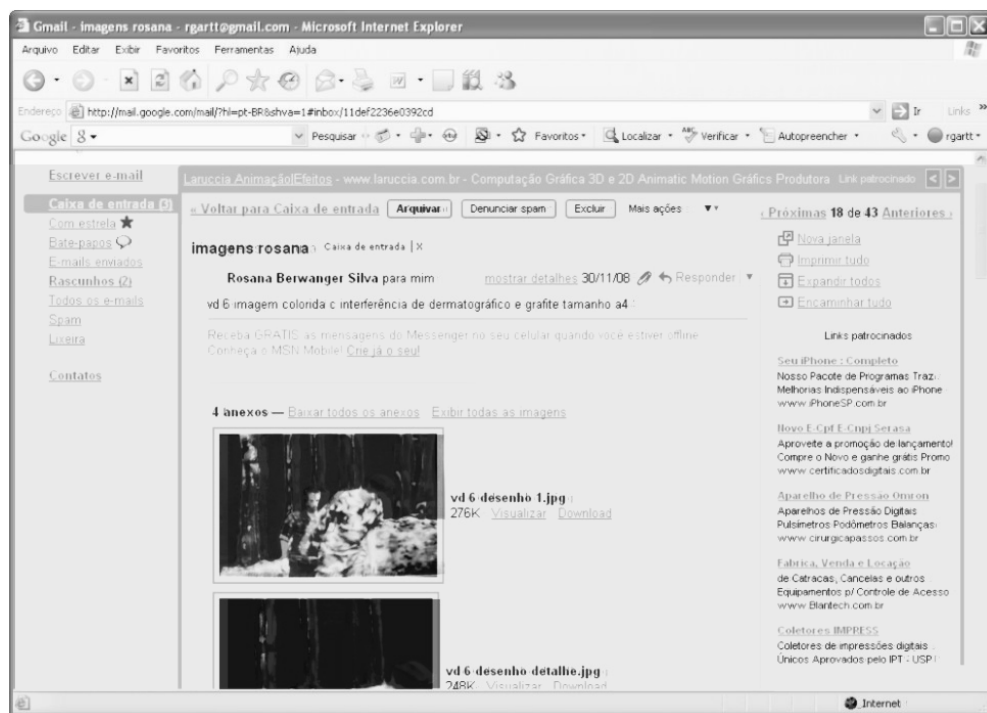 Gmail - imagens rosana - rgartt@gmail.com - Microsoft Internet Explorer
Arquivo Editar Exibir Favoritos Ferramentas Ajuda
Endereço http://mail.google.com/mail/?hl=pt-BR&shva=1#inbox/11def2236e0392cd Ir Links »
Google Pesquisar Favoritos Localizar Verificar Autopreencher rgartt
Escrever e-mail
Caixa de entrada (3)
Com estrela
Bate-papos
E-mails enviados
Rascunhos (2)
Todos os e-mails
Spam
Lixeira
Contatos
Laruccia Animação|Efeitos - www.laruccia.com.br - Computação Gráfica 3D e 2D Animatic Motion Gráfics Produtora Link patrocinado < >
« Voltar para Caixa de entrada Arquivar Denunciar spam Excluir Mais ações ‹ Próximas 18 de 43 Anteriores ›
imagens rosana Caixa de entrada | X
Rosana Berwanger Silva para mim mostrar detalhes 30/11/08 Responder
vd 6 imagem colorida c interferência de dermatográfico e grafite tamanho a4
Receba GRATIS as mensagens do Messenger no seu celular quando você estiver offline
Conheça o MSN Mobile! Crie já o seu!
4 anexos — Baixar todos os anexos Exibir todas as imagens
vd 6 desenho 1.jpg
276K Visualizar Download
vd 6 desenho detalhe.jpg
248K Visualizar Download
Nova janela
Imprimir tudo
Expandir todos
Encaminhar tudo
Links patrocinados
Seu iPhone : Completo
Nosso Pacote de Programas Traz
Melhorias Indispensáveis ao iPhone
www.iPhoneSP.com.br
Novo E-Cpf E-Cnpj Serasa
Aproveite a promoção de lançamento!
Compre o Novo e ganhe grátis Promo
www.certificadosdigitais.com.br
Aparelho de Pressão Omron
Aparelhos de Pressão Digitais
Pulsímetros Podômetros Balanças
www.cirurgicapassos.com.br
Fabrica, Venda e Locação
de Catracas, Cancelas e outros
Equipamentos p/ Controle de Acesso
www.Blantech.com.br
Coletores IMPRESS
Coletores de impressões digitais
Únicos Aprovados pelo IPT - USP
Internet